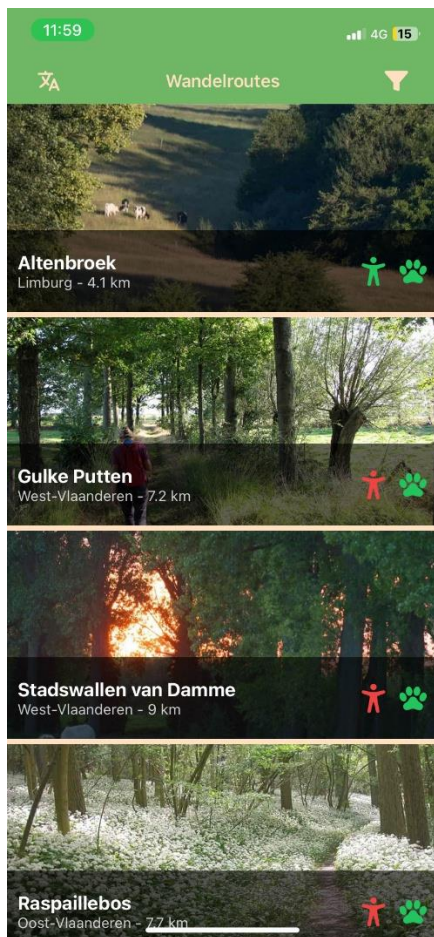 11:59
4G 15
Wandelroutes
Altenbroek
Limburg - 4.1 km
Gulke Putten
West-Vlaanderen - 7.2 km
Stadswallen van Damme
West-Vlaanderen - 9 km
Raspaillebos
Oost-Vlaanderen - 7.7 km